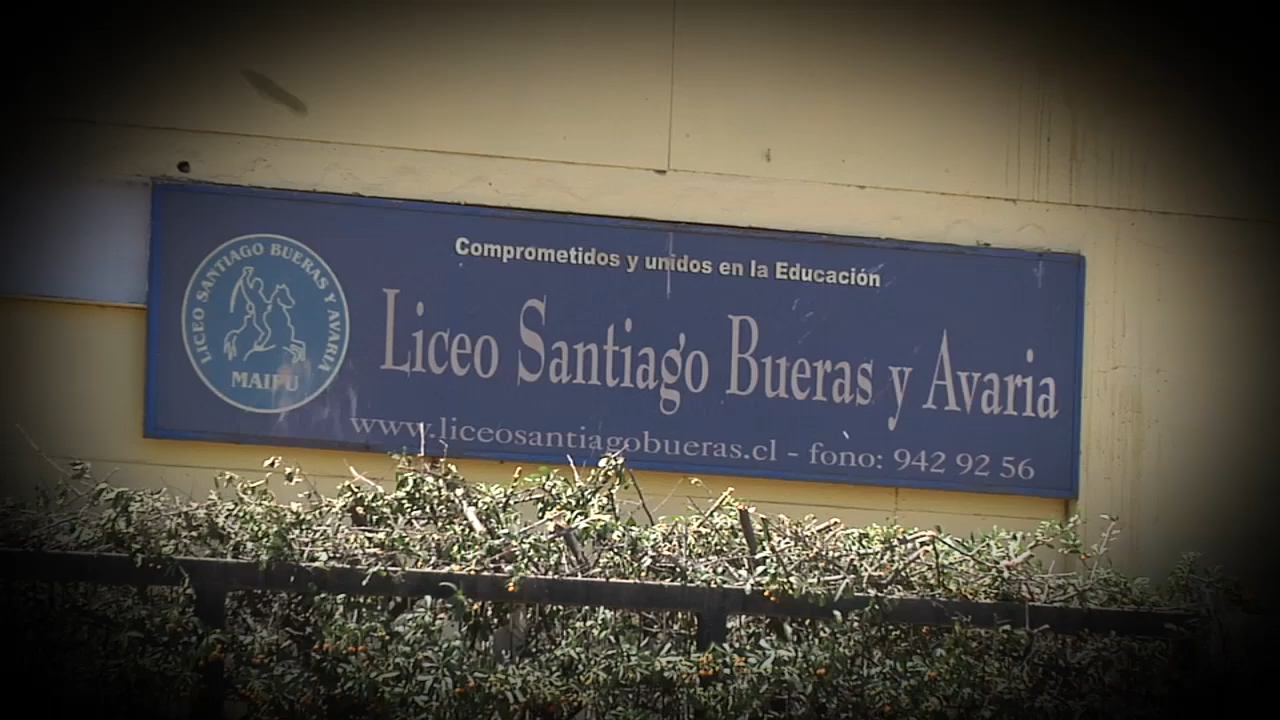 Comprometidos y unidos en la Educación
LICEO SANTIAGO BUERAS Y AVARIA
MAIPU
Liceo Santiago Bueras y Avaria
www.liceosantiagobueras.cl - fono: 942 92 56